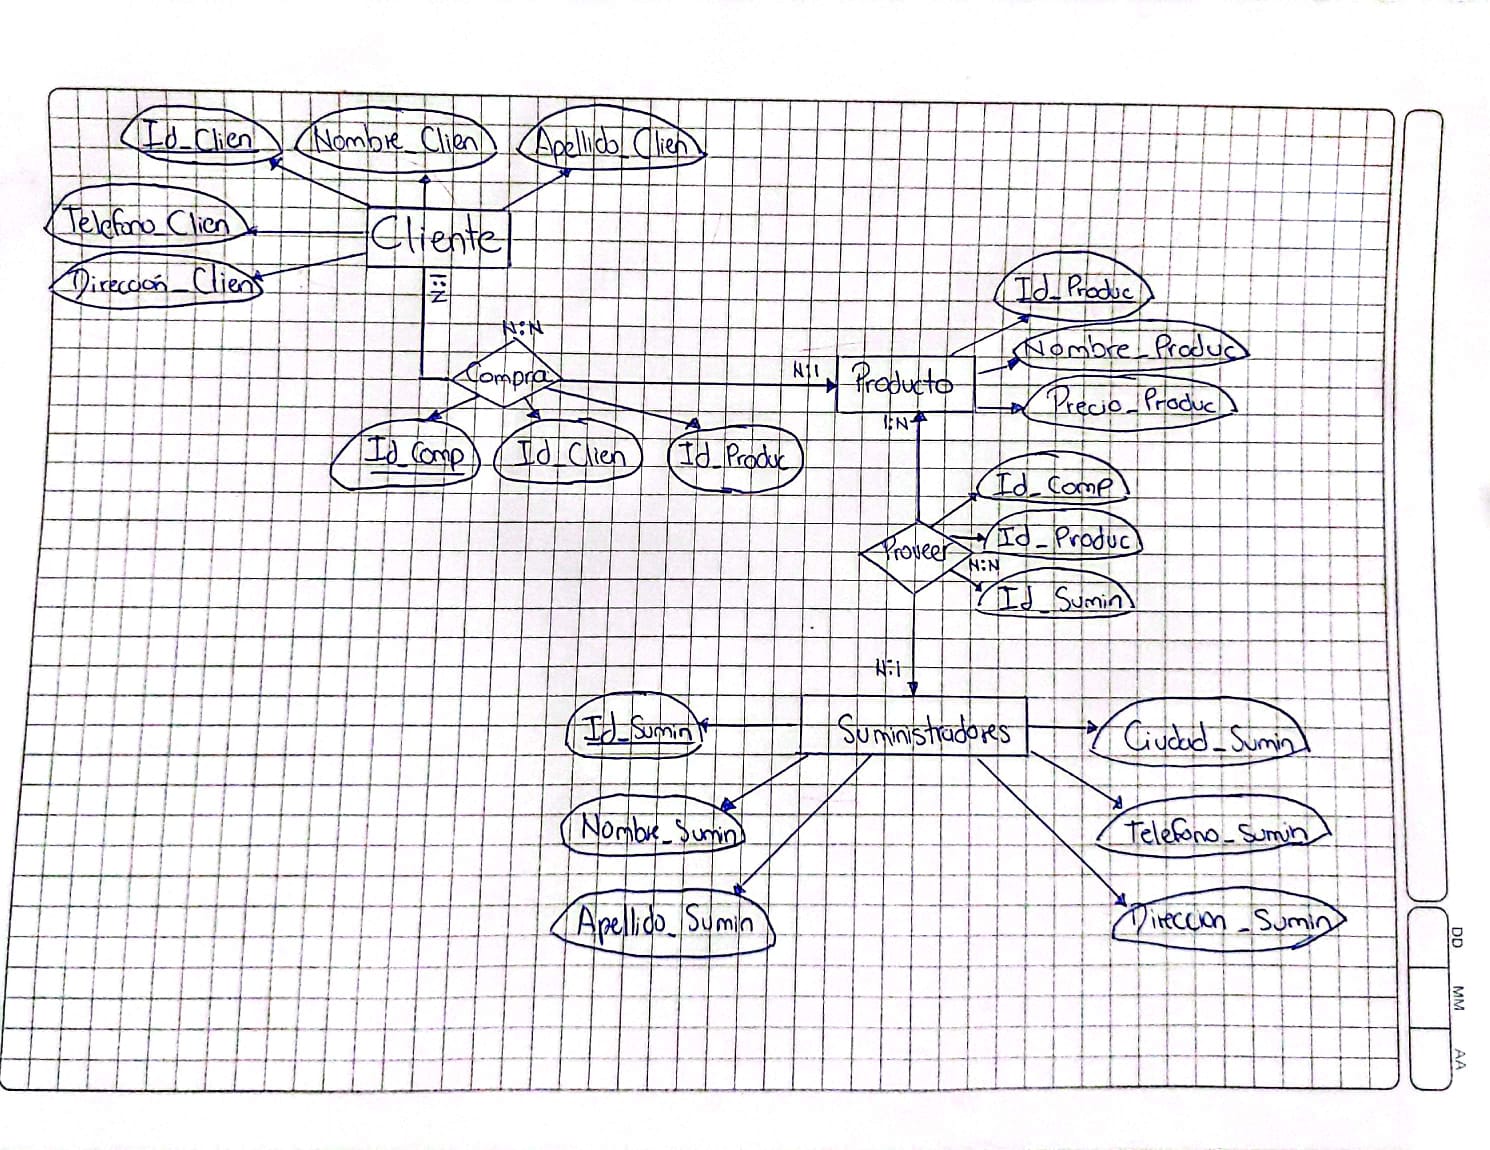 Id_Clien
Nombre_Clien
Apellido_Clien
Telefono_Clien
Cliente
Dirección_Clien
1:N
N:N
Compra
N:1
Producto
Id_Produc
Nombre_Produc
Precio_Produc
1:N
Id_Comp
Id_Clien
Id_Produc
Id_Comp
Proveer
Id_Produc
N:N
Id_Sumin
N:1
Id_Sumin
Suministradores
Ciudad_Sumin
Nombre_Sumin
Telefono_Sumin
Apellido_Sumin
Direccion_Sumin
DD
MM
AA